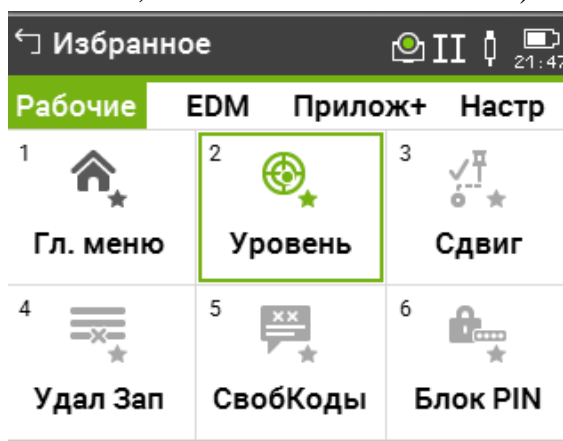 Избранное II 21:47
Рабочие EDM Прилож+ Настр
1 2 3
Гл. меню Уровень Сдвиг
4 5 6
Удал Зап СвобКоды Блок PIN